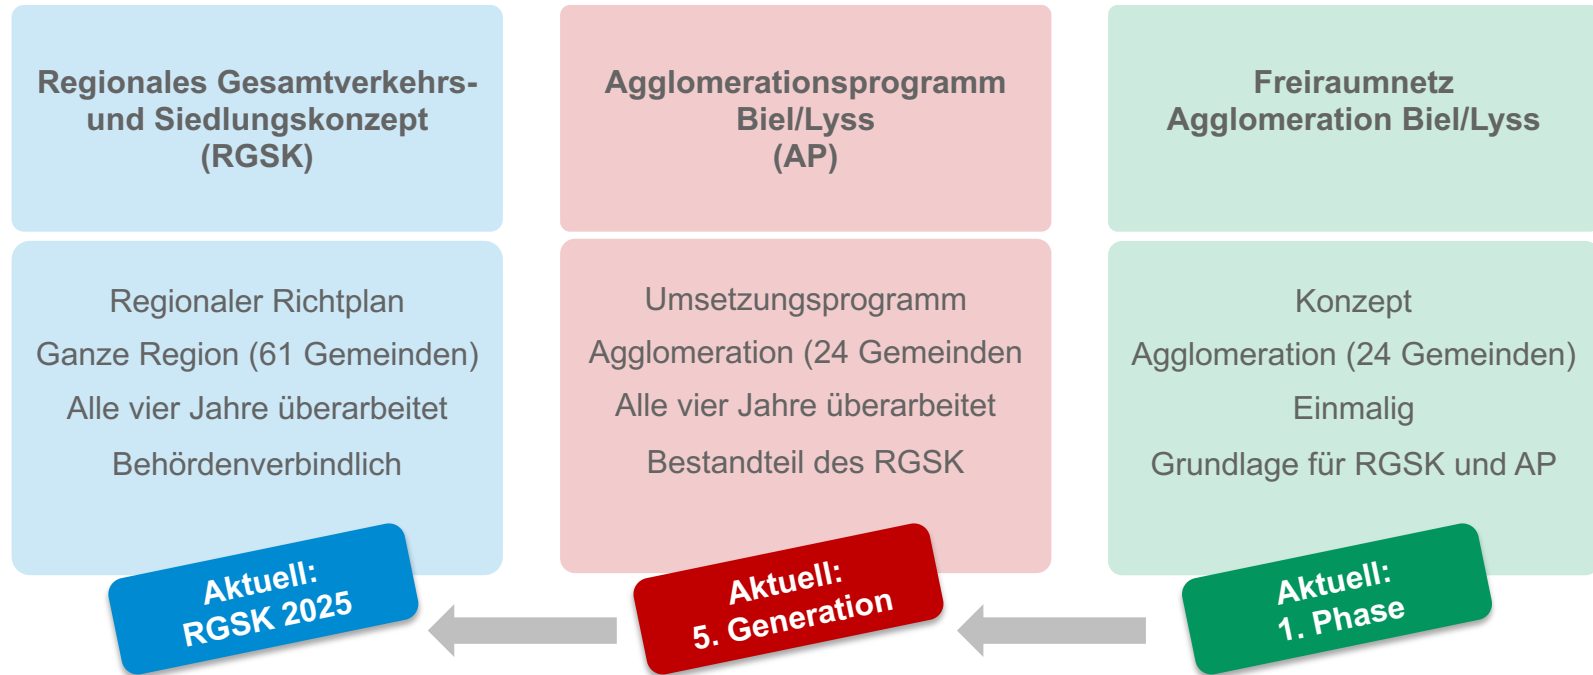 Regionales Gesamtverkehrs-
und Siedlungskonzept
(RGSK)
Regionaler Richtplan
Ganze Region (61 Gemeinden)
Alle vier Jahre überarbeitet
Behördenverbindlich
Aktuell:
RGSK 2025
Agglomerationsprogramm
Biel/Lyss
(AP)
Umsetzungsprogramm
Agglomeration (24 Gemeinden
Alle vier Jahre überarbeitet
Bestandteil des RGSK
Aktuell:
5. Generation
Freiraumnetz
Agglomeration Biel/Lyss
Konzept
Agglomeration (24 Gemeinden)
Einmalig
Grundlage für RGSK und AP
Aktuell:
1. Phase